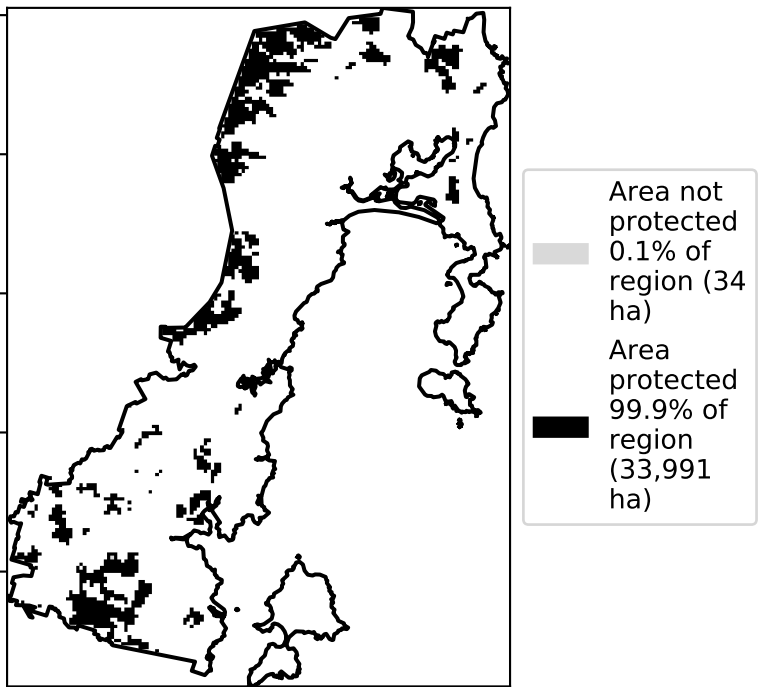 Area not
protected
0.1% of
region (34
ha)
Area
protected
99.9% of
region
(33,991
ha)